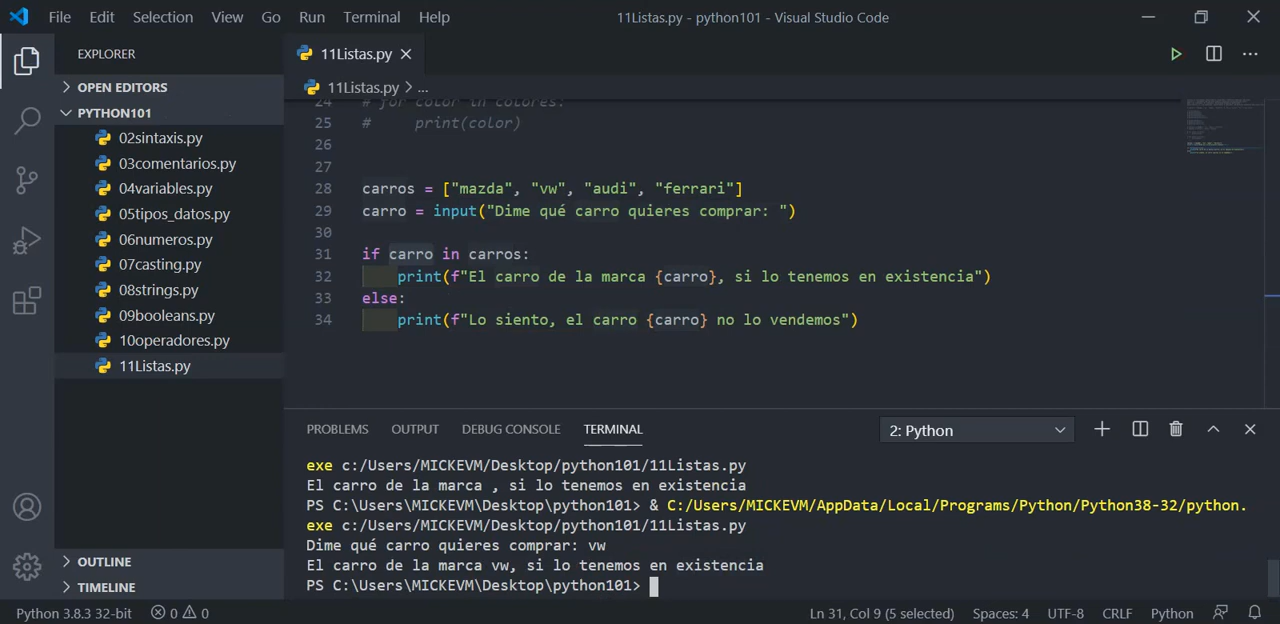 File Edit Selection View Go Run Terminal Help
11Listas.py - python101 - Visual Studio Code
EXPLORER
OPEN EDITORS
PYTHON101
02sintaxis.py
03comentarios.py
04variables.py
05tipos_datos.py
06numeros.py
07casting.py
08strings.py
09booleans.py
10operadores.py
11Listas.py
OUTLINE
TIMELINE
11Listas.py
11Listas.py > ...
24 # for color in colores:
25 #     print(color)
26
27
28 carros = ["mazda", "vw", "audi", "ferrari"]
29 carro = input("Dime qué carro quieres comprar: ")
30
31 if carro in carros:
32     print(f"El carro de la marca {carro}, si lo tenemos en existencia")
33 else:
34     print(f"Lo siento, el carro {carro} no lo vendemos")
PROBLEMS OUTPUT DEBUG CONSOLE TERMINAL
2: Python
exe c:/Users/MICKEVM/Desktop/python101/11Listas.py
El carro de la marca , si lo tenemos en existencia
PS C:\Users\MICKEVM\Desktop\python101> & C:/Users/MICKEVM/AppData/Local/Programs/Python/Python38-32/python.
exe c:/Users/MICKEVM/Desktop/python101/11Listas.py
Dime qué carro quieres comprar: vw
El carro de la marca vw, si lo tenemos en existencia
PS C:\Users\MICKEVM\Desktop\python101>
Python 3.8.3 32-bit 0 0 Ln 31, Col 9 (5 selected) Spaces: 4 UTF-8 CRLF Python